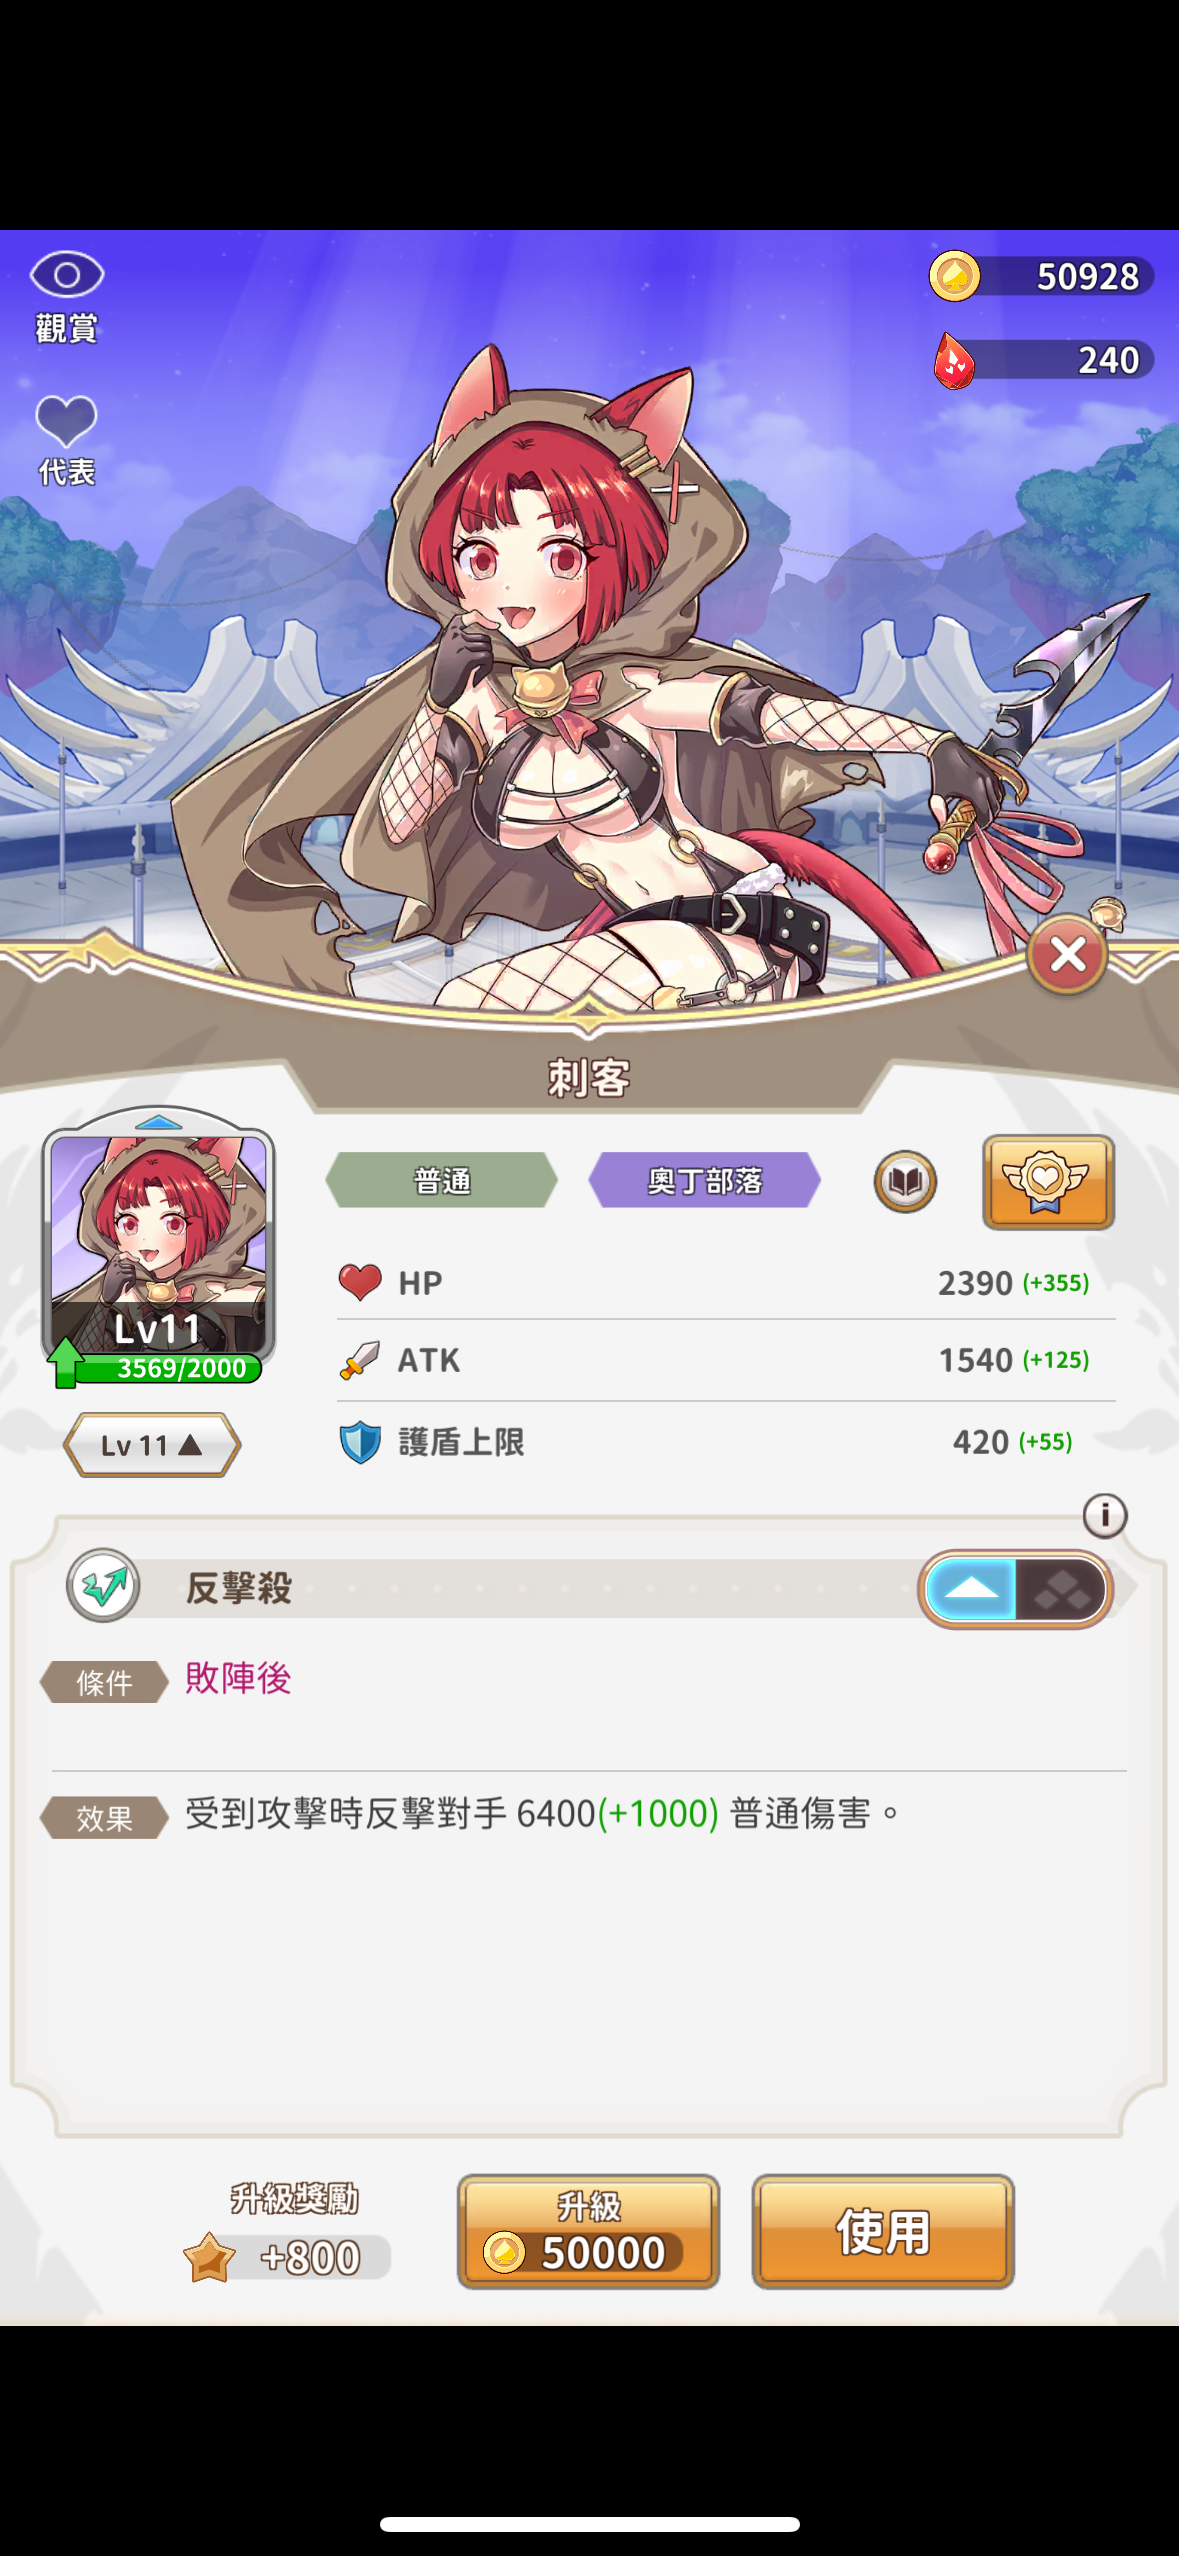 觀賞
50928
240
代表
刺客
普通
奧丁部落
Lv11
3569/2000
Lv 11 ▲
HP
2390 (+355)
ATK
1540 (+125)
護盾上限
420 (+55)
i
反擊殺
條件
敗陣後
效果
受到攻擊時反擊對手 6400(+1000) 普通傷害。
升級獎勵
+800
升級
50000
使用